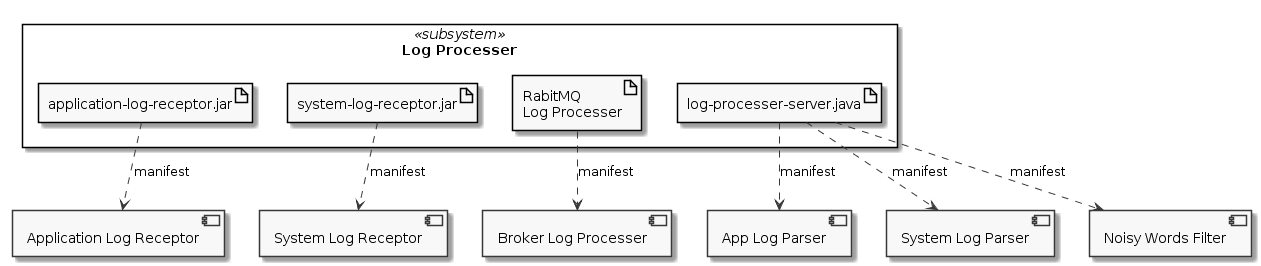 «subsystem»
Log Processer
application-log-receptor.jar
system-log-receptor.jar
RabitMQ
Log Processer
log-processer-server.java
manifest
manifest
manifest
manifest
manifest
manifest
Application Log Receptor
System Log Receptor
Broker Log Processer
App Log Parser
System Log Parser
Noisy Words Filter